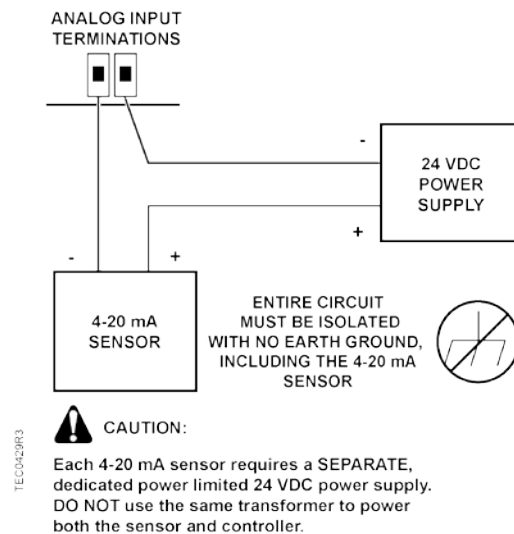 ANALOG INPUT
TERMINATIONS
-
24 VDC
POWER
SUPPLY
+
-
+
4-20 mA
SENSOR
ENTIRE CIRCUIT
MUST BE ISOLATED
WITH NO EARTH GROUND,
INCLUDING THE 4-20 mA
SENSOR
CAUTION:
TEC0429R3
Each 4-20 mA sensor requires a SEPARATE,
dedicated power limited 24 VDC power supply.
DO NOT use the same transformer to power
both the sensor and controller.